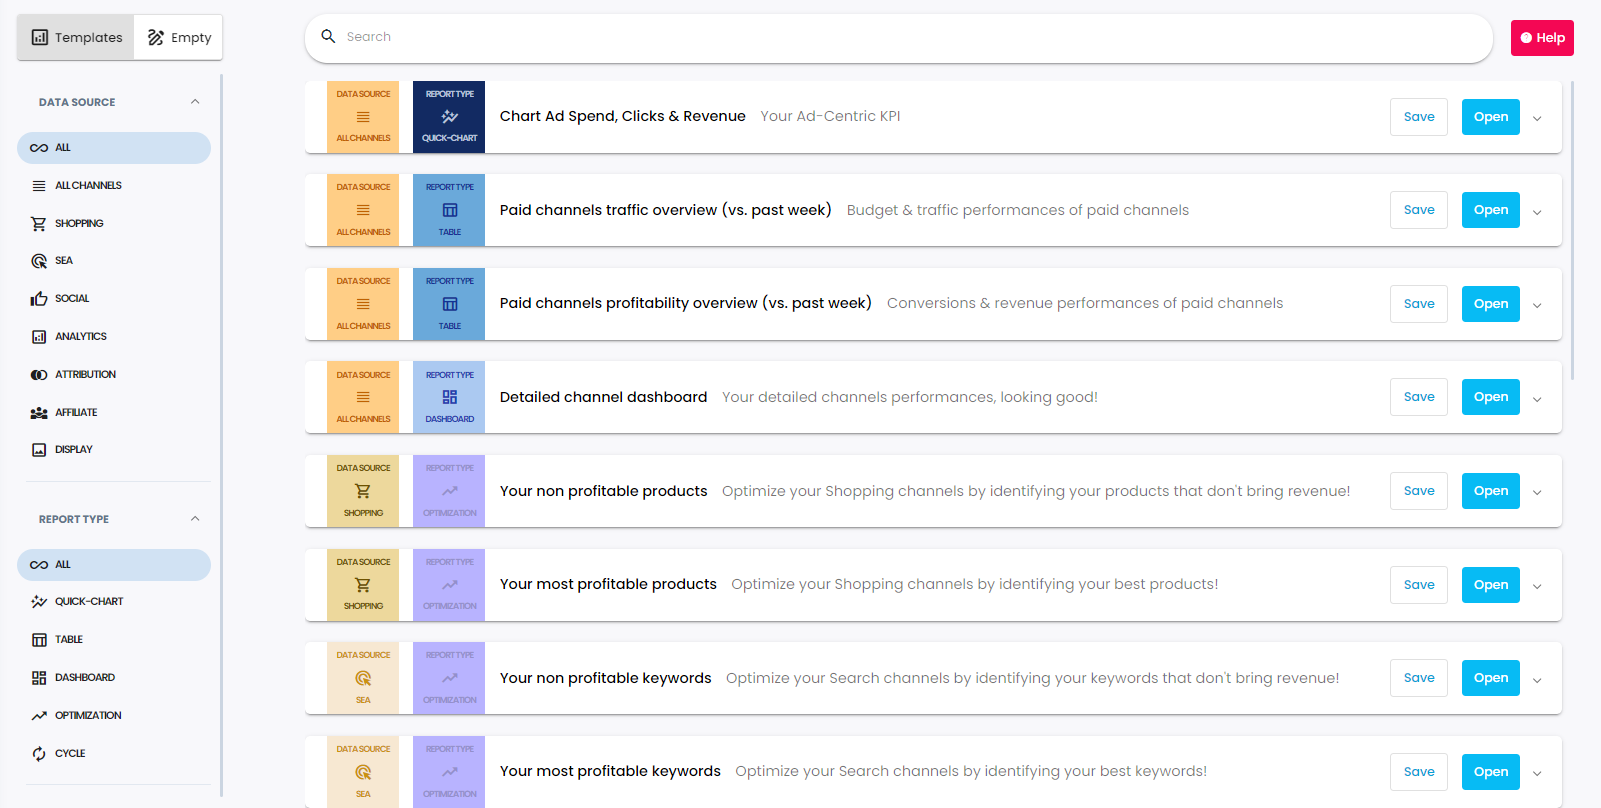 Templates
Empty
Search
Help
DATA SOURCE
ALL
ALL CHANNELS
SHOPPING
SEA
SOCIAL
ANALYTICS
ATTRIBUTION
AFFILIATE
DISPLAY
REPORT TYPE
ALL
QUICK-CHART
TABLE
DASHBOARD
OPTIMIZATION
CYCLE
DATA SOURCE
ALL CHANNELS
REPORT TYPE
QUICK-CHART
Chart Ad Spend, Clicks & Revenue Your Ad-Centric KPI
Save
Open
DATA SOURCE
ALL CHANNELS
REPORT TYPE
TABLE
Paid channels traffic overview (vs. past week) Budget & traffic performances of paid channels
Save
Open
DATA SOURCE
ALL CHANNELS
REPORT TYPE
TABLE
Paid channels profitability overview (vs. past week) Conversions & revenue performances of paid channels
Save
Open
DATA SOURCE
ALL CHANNELS
REPORT TYPE
DASHBOARD
Detailed channel dashboard Your detailed channels performances, looking good!
Save
Open
DATA SOURCE
SHOPPING
REPORT TYPE
OPTIMIZATION
Your non profitable products Optimize your Shopping channels by identifying your products that don't bring revenue!
Save
Open
DATA SOURCE
SHOPPING
REPORT TYPE
OPTIMIZATION
Your most profitable products Optimize your Shopping channels by identifying your best products!
Save
Open
DATA SOURCE
SEA
REPORT TYPE
OPTIMIZATION
Your non profitable keywords Optimize your Search channels by identifying your keywords that don't bring revenue!
Save
Open
DATA SOURCE
SEA
REPORT TYPE
OPTIMIZATION
Your most profitable keywords Optimize your Search channels by identifying your best keywords!
Save
Open